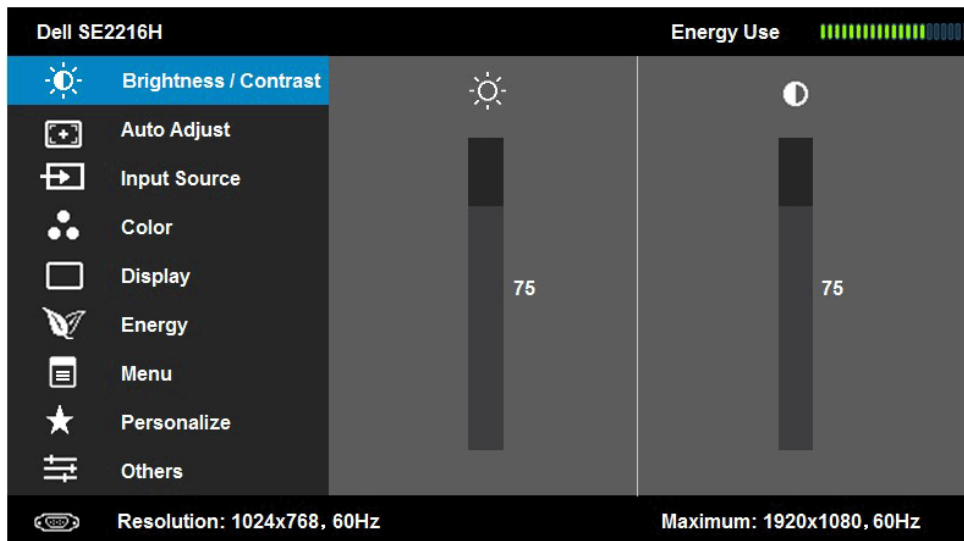 Dell SE2216H Energy Use
Brightness / Contrast
Auto Adjust
Input Source
Color
Display
Energy
Menu
Personalize
Others
75
75
Resolution: 1024x768, 60Hz Maximum: 1920x1080, 60Hz